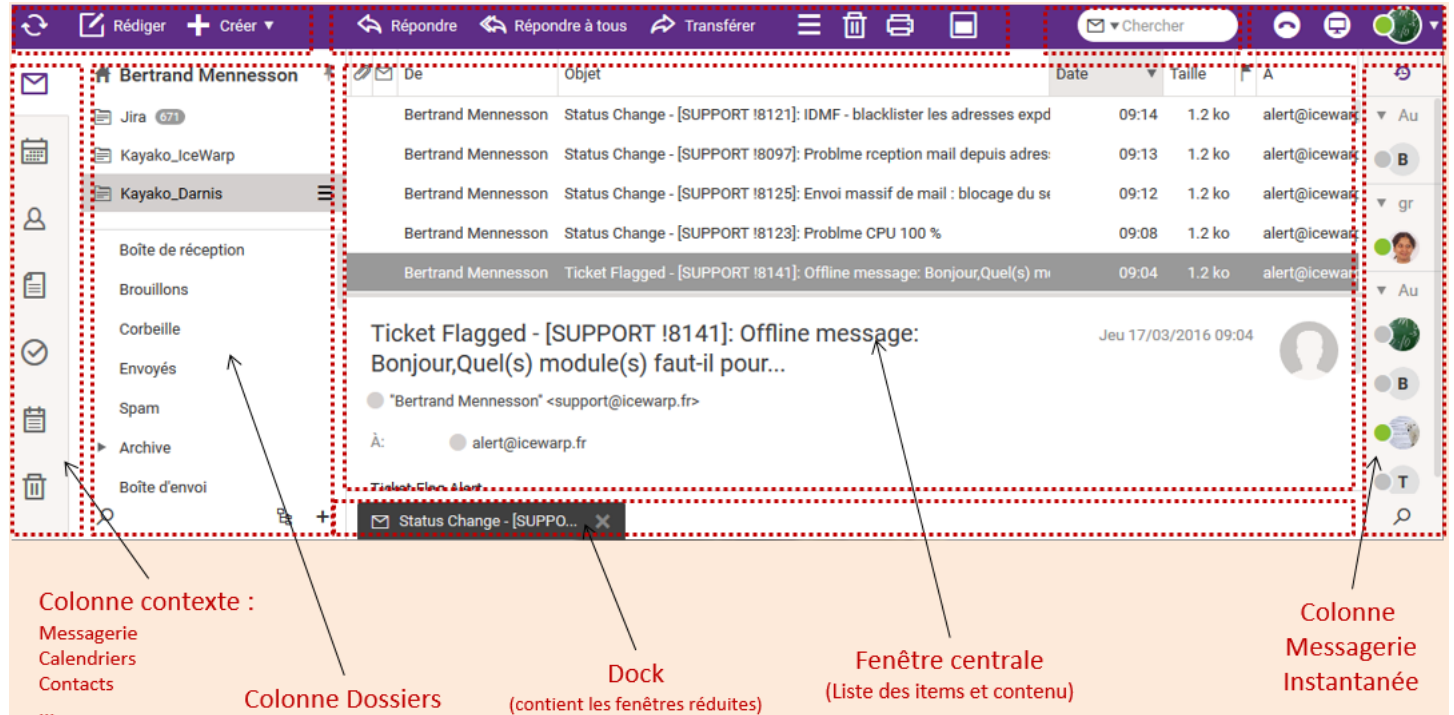 Rédiger Créer Répondre Répondre à tous Transférer Chercher
Bertrand Mennesson
Jira 671
Kayako_IceWarp
Kayako_Darnis
Boîte de réception
Brouillons
Corbeille
Envoyés
Spam
Archive
Boîte d'envoi
De Objet Date Taille A
Bertrand Mennesson Status Change - [SUPPORT !8121]: IDMF - blacklister les adresses expd 09:14 1.2 ko alert@icewarp
Bertrand Mennesson Status Change - [SUPPORT !8097]: Problme rception mail depuis adres 09:13 1.2 ko alert@icewarp
Bertrand Mennesson Status Change - [SUPPORT !8125]: Envoi massif de mail : blocage du se 09:12 1.2 ko alert@icewarp
Bertrand Mennesson Status Change - [SUPPORT !8123]: Problme CPU 100 % 09:08 1.2 ko alert@icewarp
Bertrand Mennesson Ticket Flagged - [SUPPORT !8141]: Offline message: Bonjour,Quel(s) m 09:04 1.2 ko alert@icewar
Ticket Flagged - [SUPPORT !8141]: Offline message:
Bonjour,Quel(s) module(s) faut-il pour...
Jeu 17/03/2016 09:04
"Bertrand Mennesson" <support@icewarp.fr>
À: alert@icewarp.fr
Ticket Flag Alert
Status Change - [SUPPO...
Au
B
gr
Au
B
T
Colonne contexte :
Messagerie
Calendriers
Contacts
...
Colonne Dossiers
Dock
(contient les fenêtres réduites)
Fenêtre centrale
(Liste des items et contenu)
Colonne
Messagerie
Instantanée